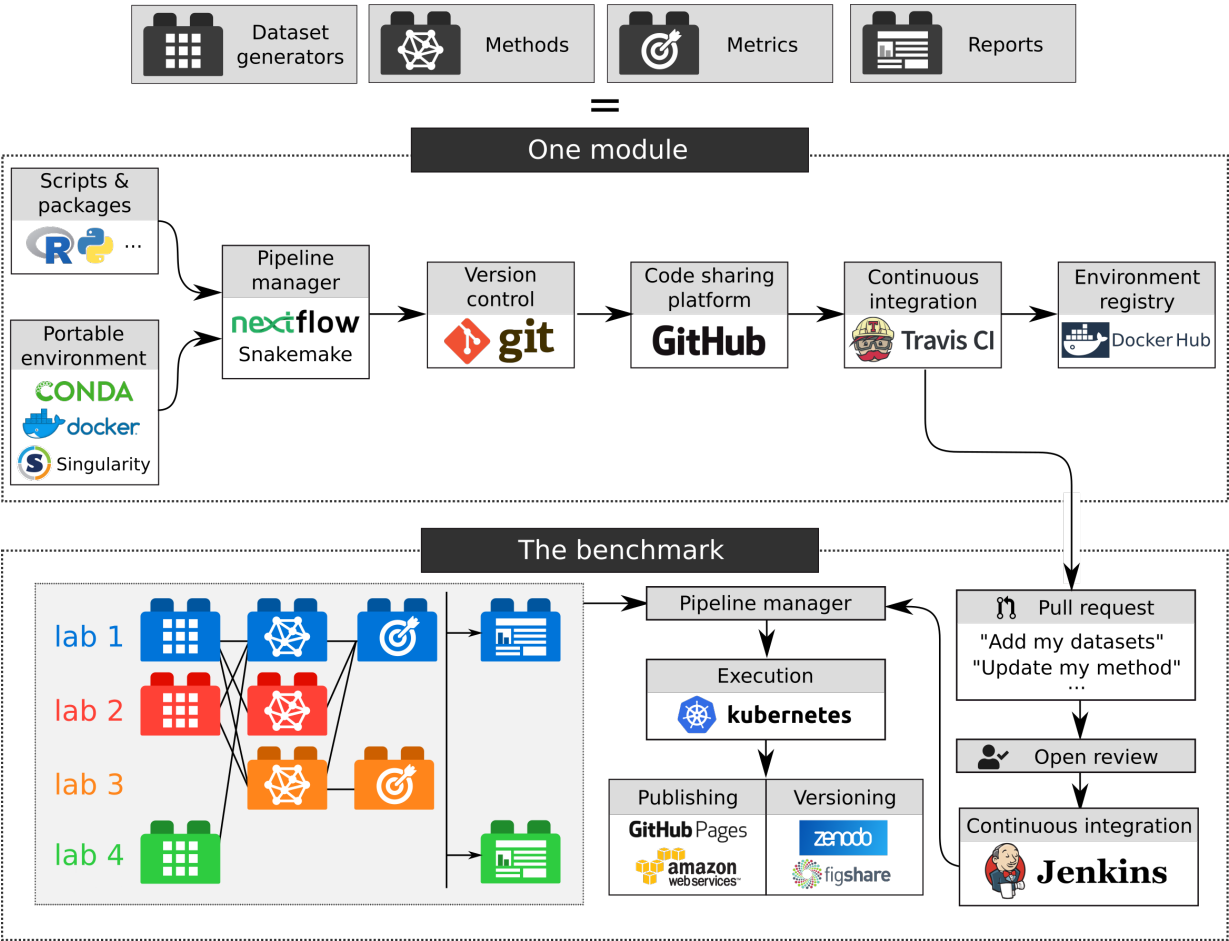 Dataset
generators
Methods
Metrics
Reports
=
One module
Scripts &
packages
R
...
Portable
environment
CONDA
docker
S Singularity
Pipeline
manager
nextflow
Snakemake
Version
control
git
Code sharing
platform
GitHub
Continuous
integration
T
Travis CI
Environment
registry
Docker Hub
The benchmark
lab 1
lab 2
lab 3
lab 4
Pipeline manager
Execution
kubernetes
Publishing
GitHub Pages
amazon
webservices™
Versioning
zenodo
figshare
Pull request
"Add my datasets"
"Update my method"
...
Open review
Continuous integration
Jenkins